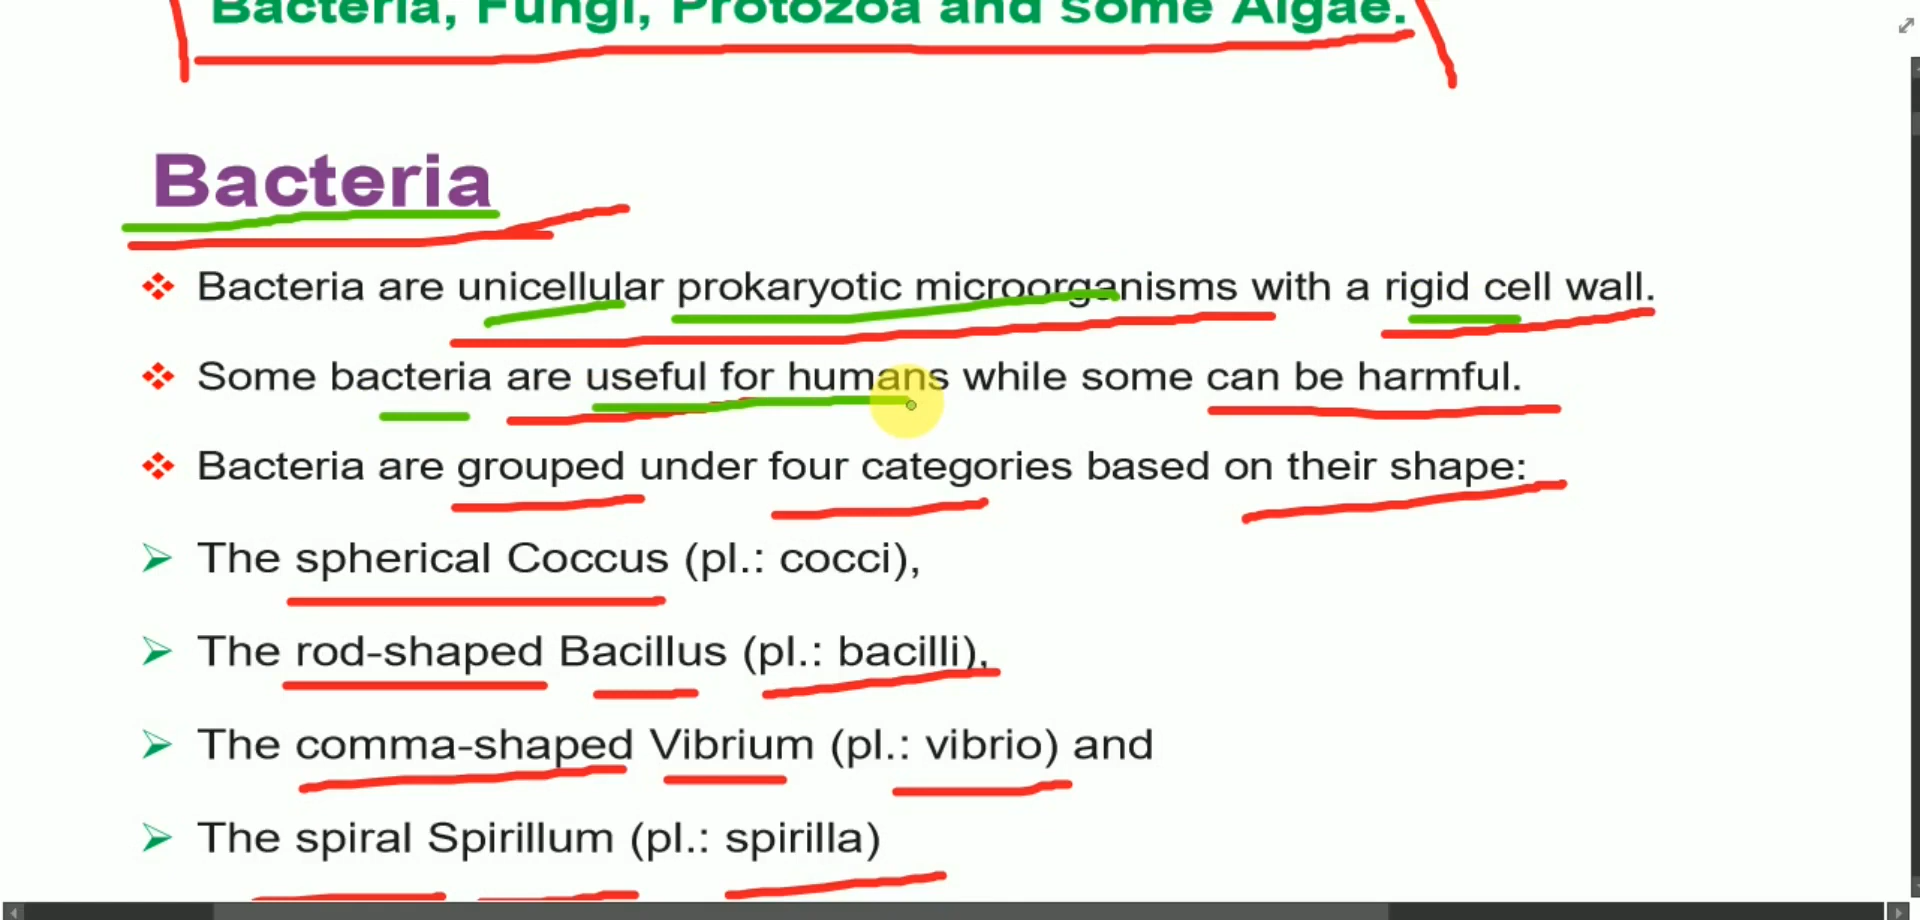 Bacteria, Fungi, Protozoa and some Algae.
Bacteria
Bacteria are unicellular prokaryotic microorganisms with a rigid cell wall.
Some bacteria are useful for humans while some can be harmful.
Bacteria are grouped under four categories based on their shape:
The spherical Coccus (pl.: cocci),
The rod-shaped Bacillus (pl.: bacilli),
The comma-shaped Vibrium (pl.: vibrio) and
The spiral Spirillum (pl.: spirilla)